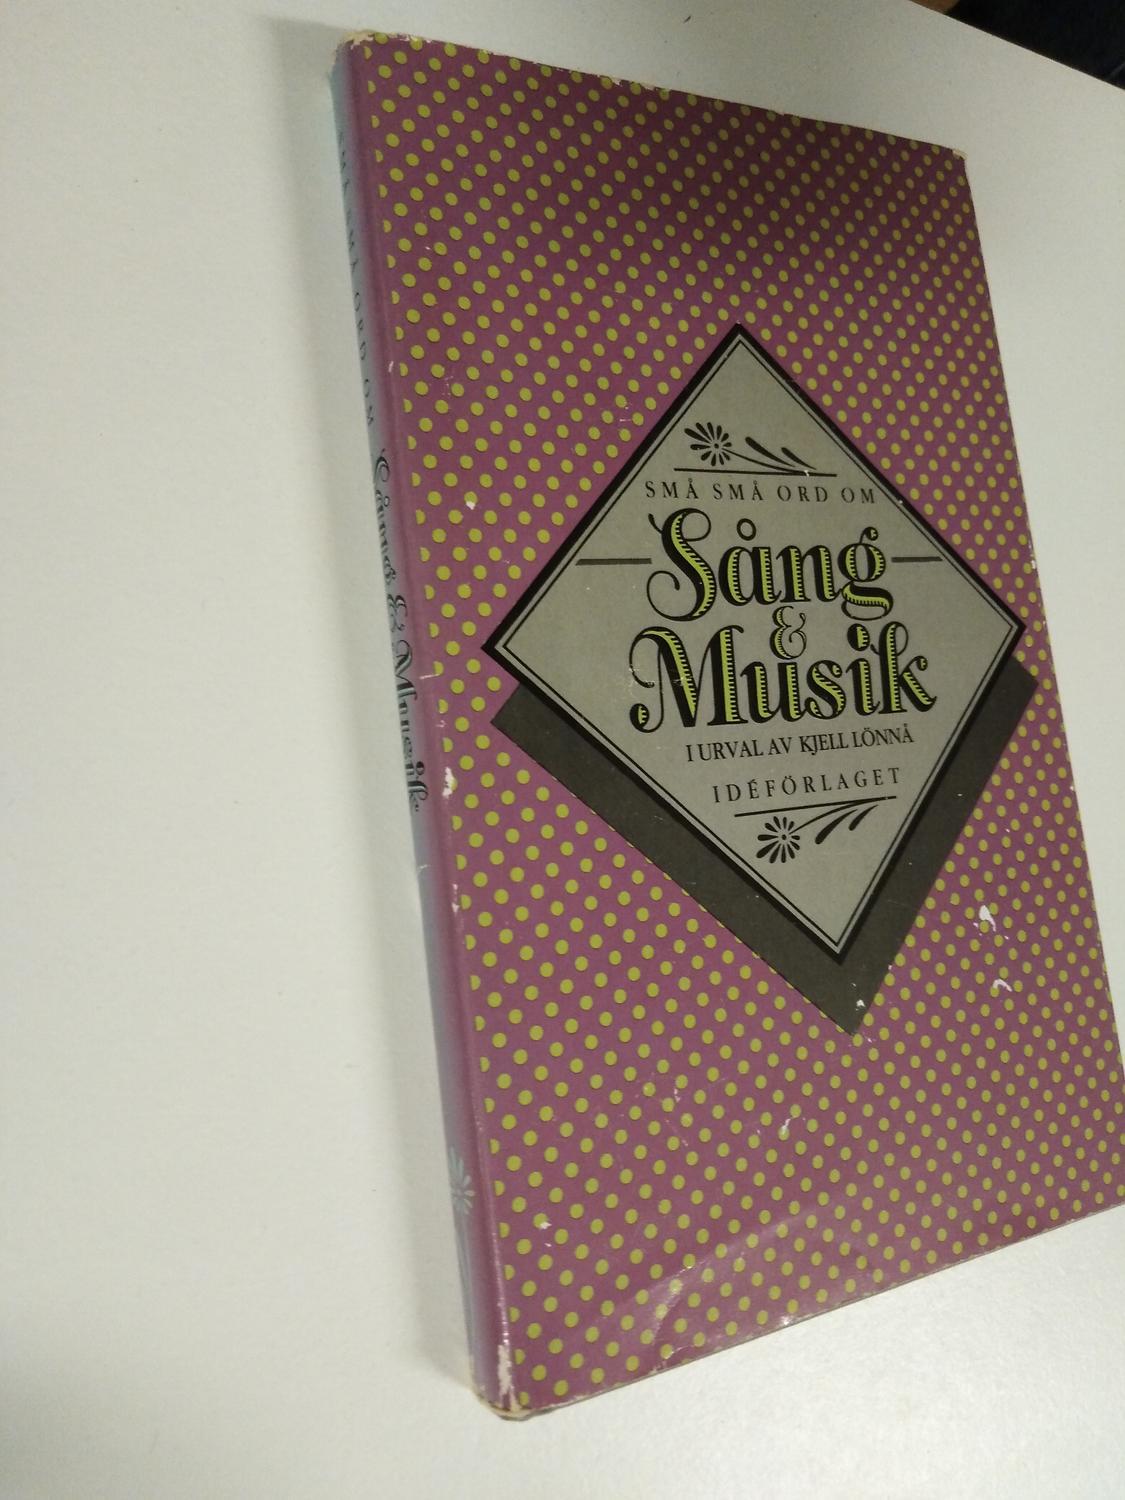 SMÅ SMÅ ORD OM
Sång
&
Musik
I URVAL AV KJELL LÖNNÅ
IDÉFÖRLAGET
SMÅ SMÅ ORD OM Sång & Musik